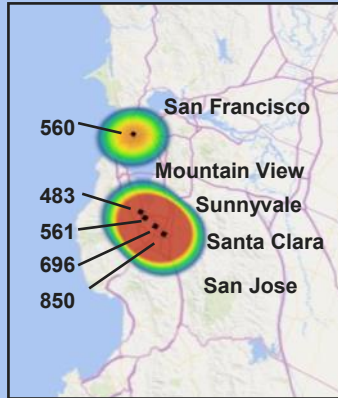 San Francisco
560
Mountain View
483
Sunnyvale
561
Santa Clara
696
San Jose
850